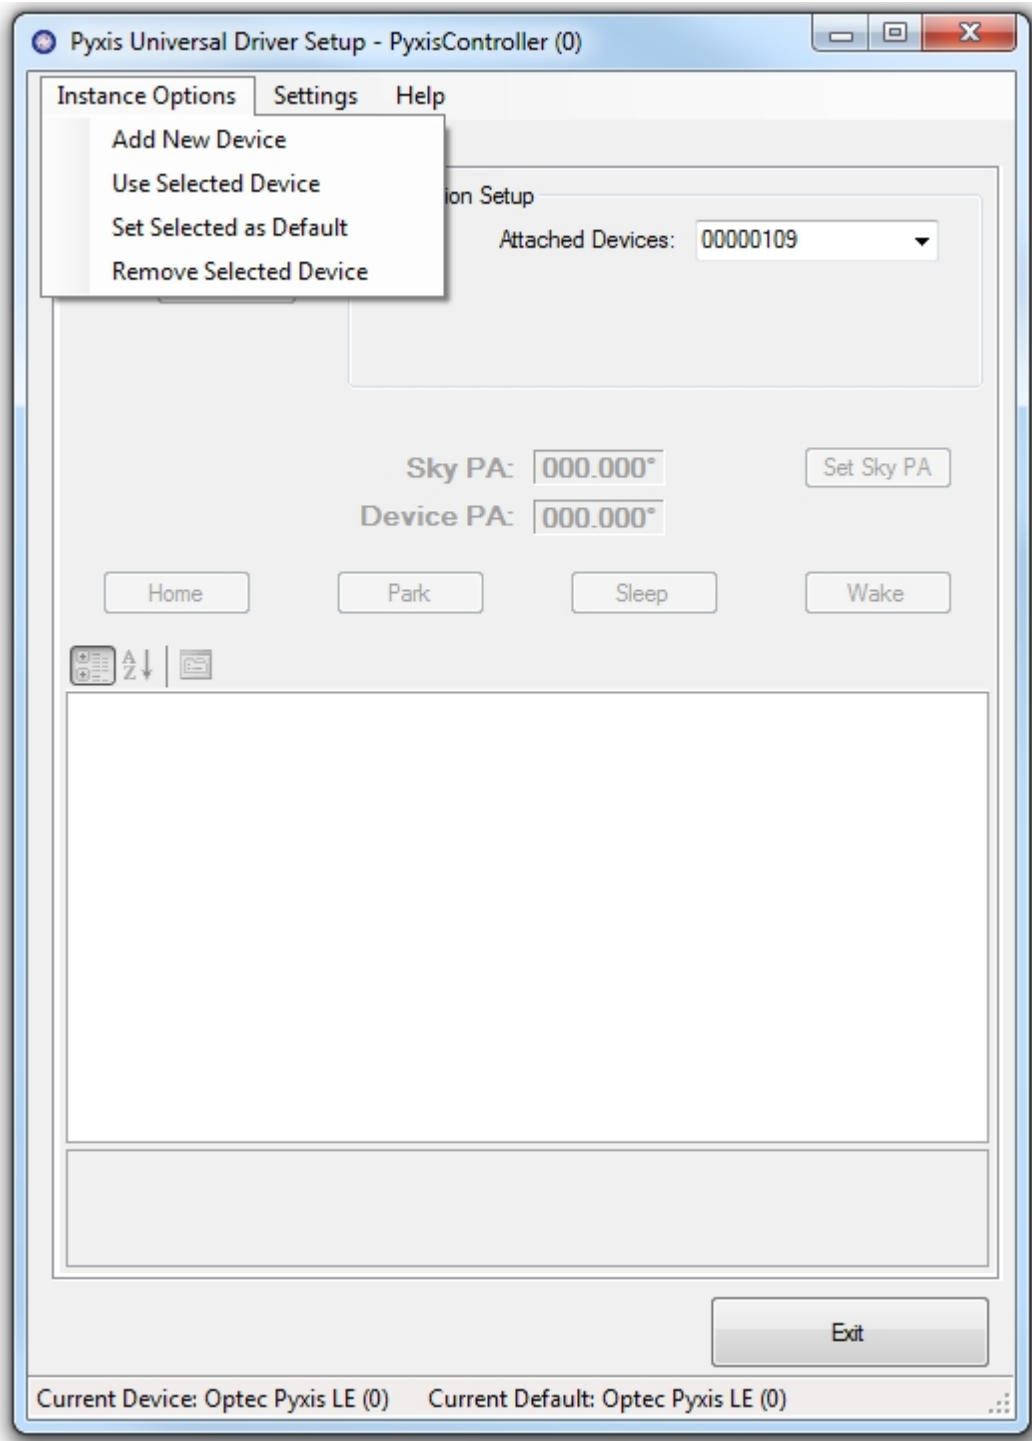 Pyxis Universal Driver Setup - PyxisController (0)
Instance Options Settings Help
Add New Device
Use Selected Device
Set Selected as Default
Remove Selected Device
ion Setup
Attached Devices: 00000109
Sky PA: 000.000° Set Sky PA
Device PA: 000.000°
Home Park Sleep Wake
Exit
Current Device: Optec Pyxis LE (0) Current Default: Optec Pyxis LE (0)